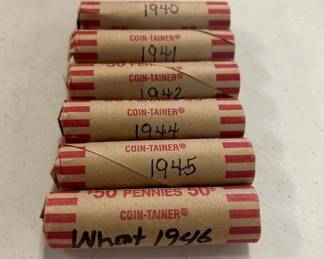 1940
COIN-TAINER®
1941
50 PENNIES 50
COIN-TAINER®
1942
COIN-TAINER®
1944
COIN-TAINER®
1945
50 PENNIES 50¢
COIN-TAINER®
Wheat 1946